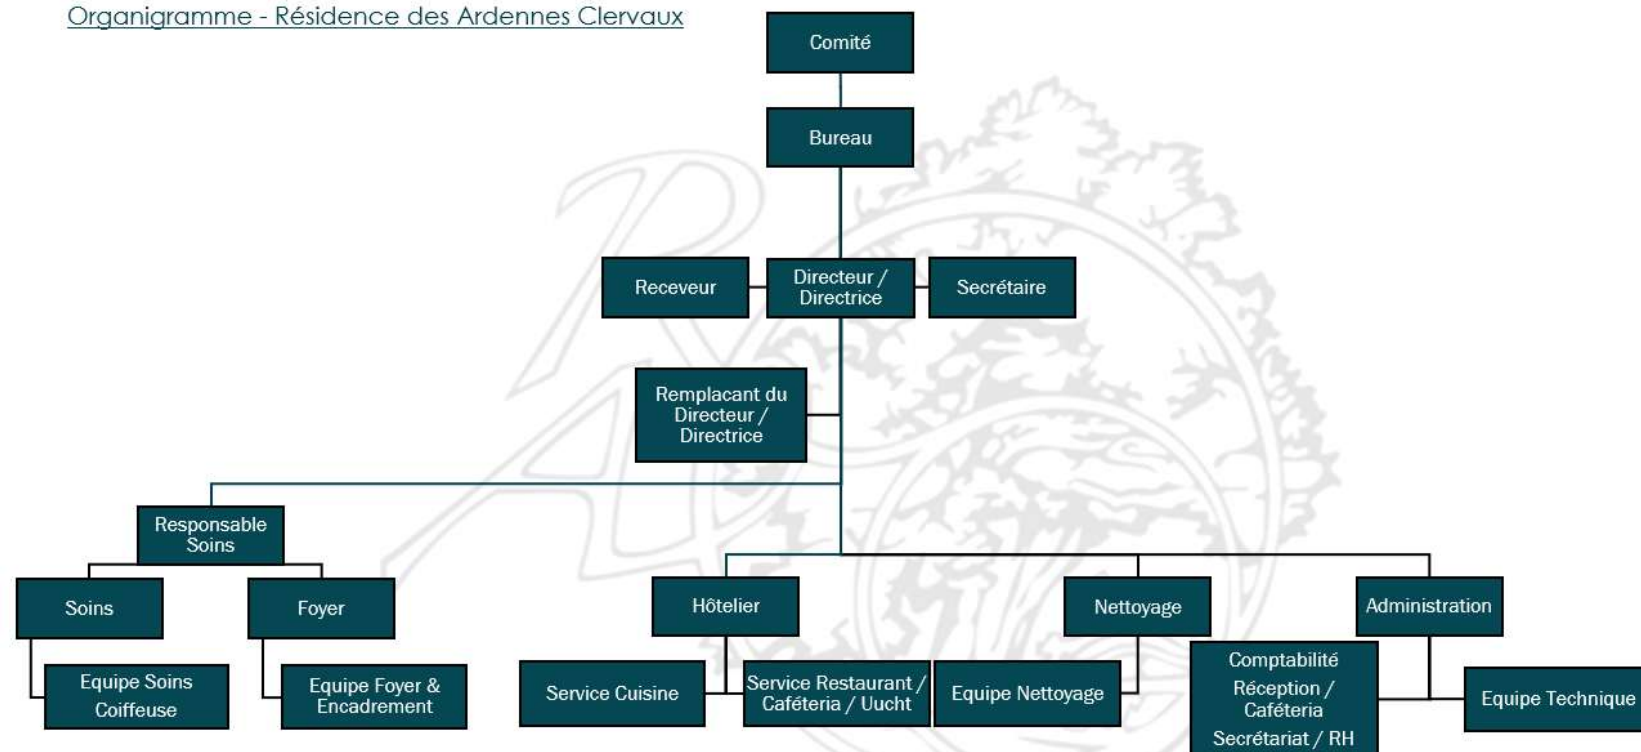 Organigramme - Résidence des Ardennes Clervaux
Comité
Bureau
Receveur
Directeur /
Directrice
Secrétaire
Remplacant du
Directeur /
Directrice
Responsable
Soins
Soins
Foyer
Hôtelier
Nettoyage
Administration
Equipe Soins
Coiffeuse
Equipe Foyer &
Encadrement
Service Cuisine
Service Restaurant /
Caféteria / Uucht
Equipe Nettoyage
Comptabilité
Réception /
Caféteria
Secrétariat / RH
Equipe Technique